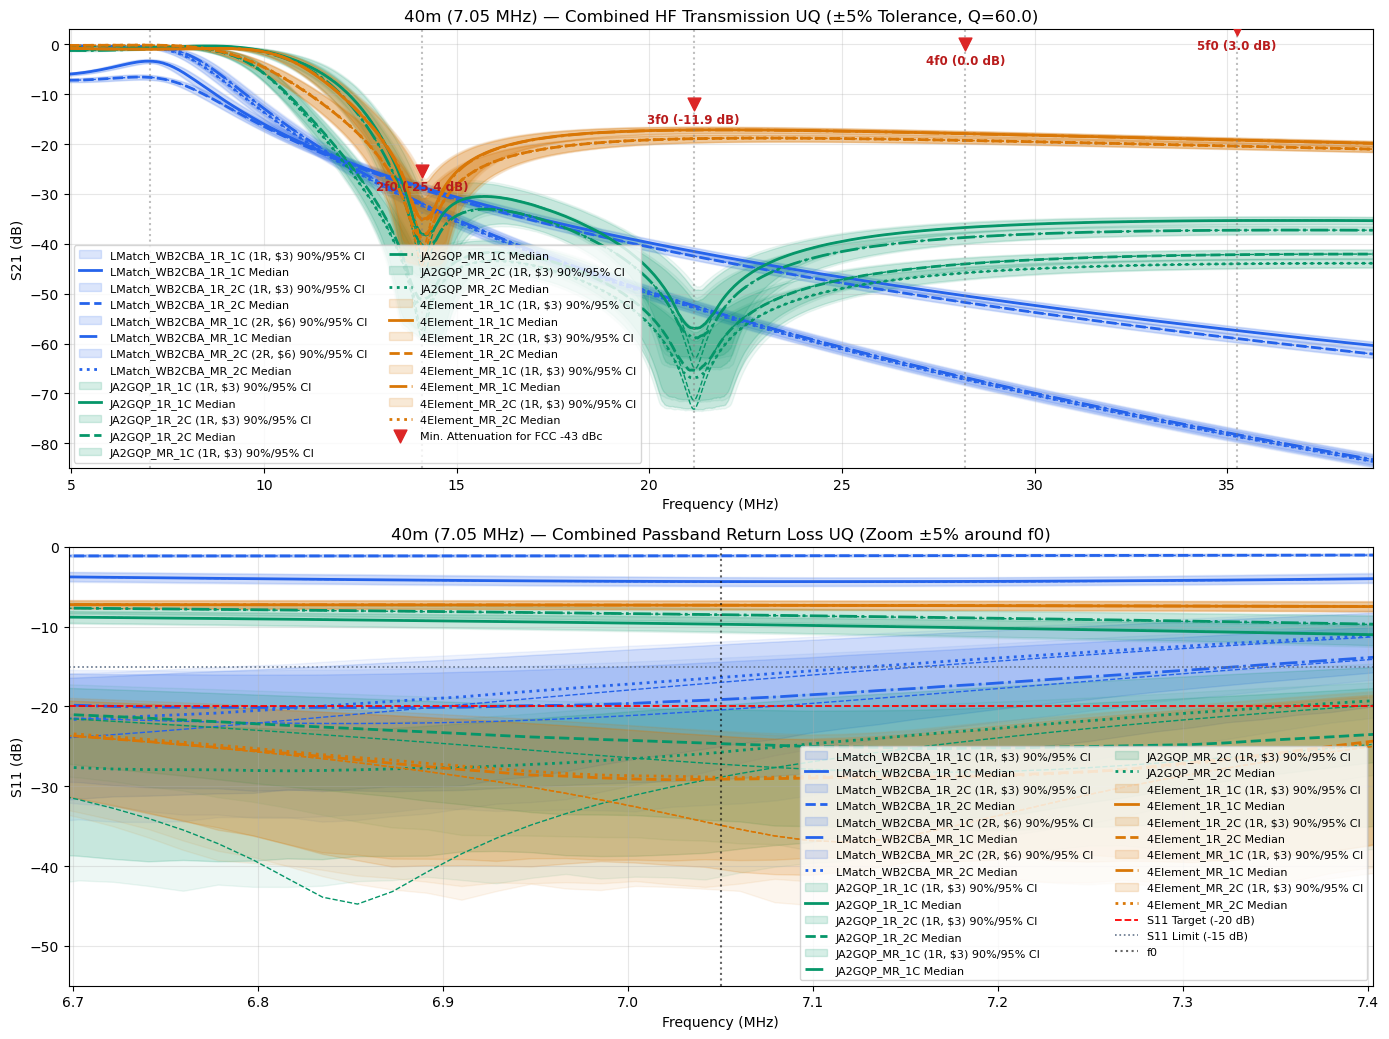 40m (7.05 MHz) — Combined HF Transmission UQ (±5% Tolerance, Q=60.0)
S21 (dB)
0
−10
−20
−30
−40
−50
−60
−70
−80
2f0 (-25.4 dB)
3f0 (-11.9 dB)
4f0 (0.0 dB)
5f0 (3.0 dB)
LMatch_WB2CBA_1R_1C (1R, $3) 90%/95% CI
LMatch_WB2CBA_1R_1C Median
LMatch_WB2CBA_1R_2C (1R, $3) 90%/95% CI
LMatch_WB2CBA_1R_2C Median
LMatch_WB2CBA_MR_1C (2R, $6) 90%/95% CI
LMatch_WB2CBA_MR_1C Median
LMatch_WB2CBA_MR_2C (2R, $6) 90%/95% CI
LMatch_WB2CBA_MR_2C Median
JA2GQP_1R_1C (1R, $3) 90%/95% CI
JA2GQP_1R_1C Median
JA2GQP_1R_2C (1R, $3) 90%/95% CI
JA2GQP_1R_2C Median
JA2GQP_MR_1C (1R, $3) 90%/95% CI
JA2GQP_MR_1C Median
JA2GQP_MR_2C (1R, $3) 90%/95% CI
JA2GQP_MR_2C Median
4Element_1R_1C (1R, $3) 90%/95% CI
4Element_1R_1C Median
4Element_1R_2C (1R, $3) 90%/95% CI
4Element_1R_2C Median
4Element_MR_1C (1R, $3) 90%/95% CI
4Element_MR_1C Median
4Element_MR_2C (1R, $3) 90%/95% CI
4Element_MR_2C Median
Min. Attenuation for FCC -43 dBc
5 10 15 20 25 30 35
Frequency (MHz)
40m (7.05 MHz) — Combined Passband Return Loss UQ (Zoom ±5% around f0)
S11 (dB)
0
−10
−20
−30
−40
−50
LMatch_WB2CBA_1R_1C (1R, $3) 90%/95% CI
LMatch_WB2CBA_1R_1C Median
LMatch_WB2CBA_1R_2C (1R, $3) 90%/95% CI
LMatch_WB2CBA_1R_2C Median
LMatch_WB2CBA_MR_1C (2R, $6) 90%/95% CI
LMatch_WB2CBA_MR_1C Median
LMatch_WB2CBA_MR_2C (2R, $6) 90%/95% CI
LMatch_WB2CBA_MR_2C Median
JA2GQP_1R_1C (1R, $3) 90%/95% CI
JA2GQP_1R_1C Median
JA2GQP_1R_2C (1R, $3) 90%/95% CI
JA2GQP_1R_2C Median
JA2GQP_MR_1C (1R, $3) 90%/95% CI
JA2GQP_MR_1C Median
JA2GQP_MR_2C (1R, $3) 90%/95% CI
JA2GQP_MR_2C Median
4Element_1R_1C (1R, $3) 90%/95% CI
4Element_1R_1C Median
4Element_1R_2C (1R, $3) 90%/95% CI
4Element_1R_2C Median
4Element_MR_1C (1R, $3) 90%/95% CI
4Element_MR_1C Median
4Element_MR_2C (1R, $3) 90%/95% CI
4Element_MR_2C Median
S11 Target (-20 dB)
S11 Limit (-15 dB)
f0
6.7 6.8 6.9 7.0 7.1 7.2 7.3 7.4
Frequency (MHz)